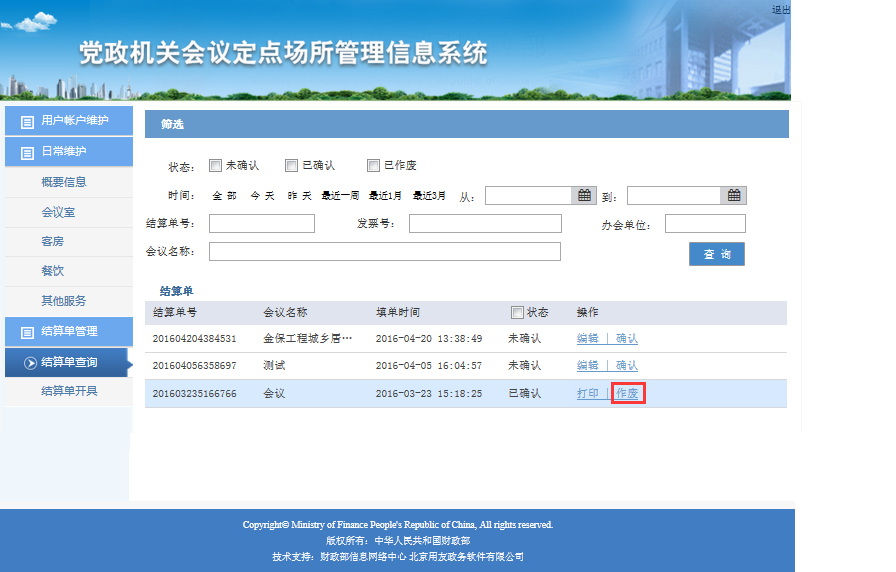 退出
党政机关会议定点场所管理信息系统
用户帐户维护
日常维护
概要信息
会议室
客房
餐饮
其他服务
结算单管理
结算单查询
结算单开具
筛选
状态: 未确认 已确认 已作废
时间: 全 部 今 天 昨 天 最近一周 最近1月 最近3月 从: 到:
结算单号: 发票号: 办会单位:
会议名称: 查 询
结算单
结算单号 会议名称 填单时间 状态 操作
201604204384531 金保工程城乡居… 2016-04-20 13:38:49 未确认 编辑 | 确认
201604056358697 测试 2016-04-05 16:04:57 未确认 编辑 | 确认
201603235166766 会议 2016-03-23 15:18:25 已确认 打印 | 作废
Copyright© Ministry of Finance People's Republic of China, All rights reserved.
版权所有: 中华人民共和国财政部
技术支持: 财政部信息网络中心 北京用友政务软件有限公司